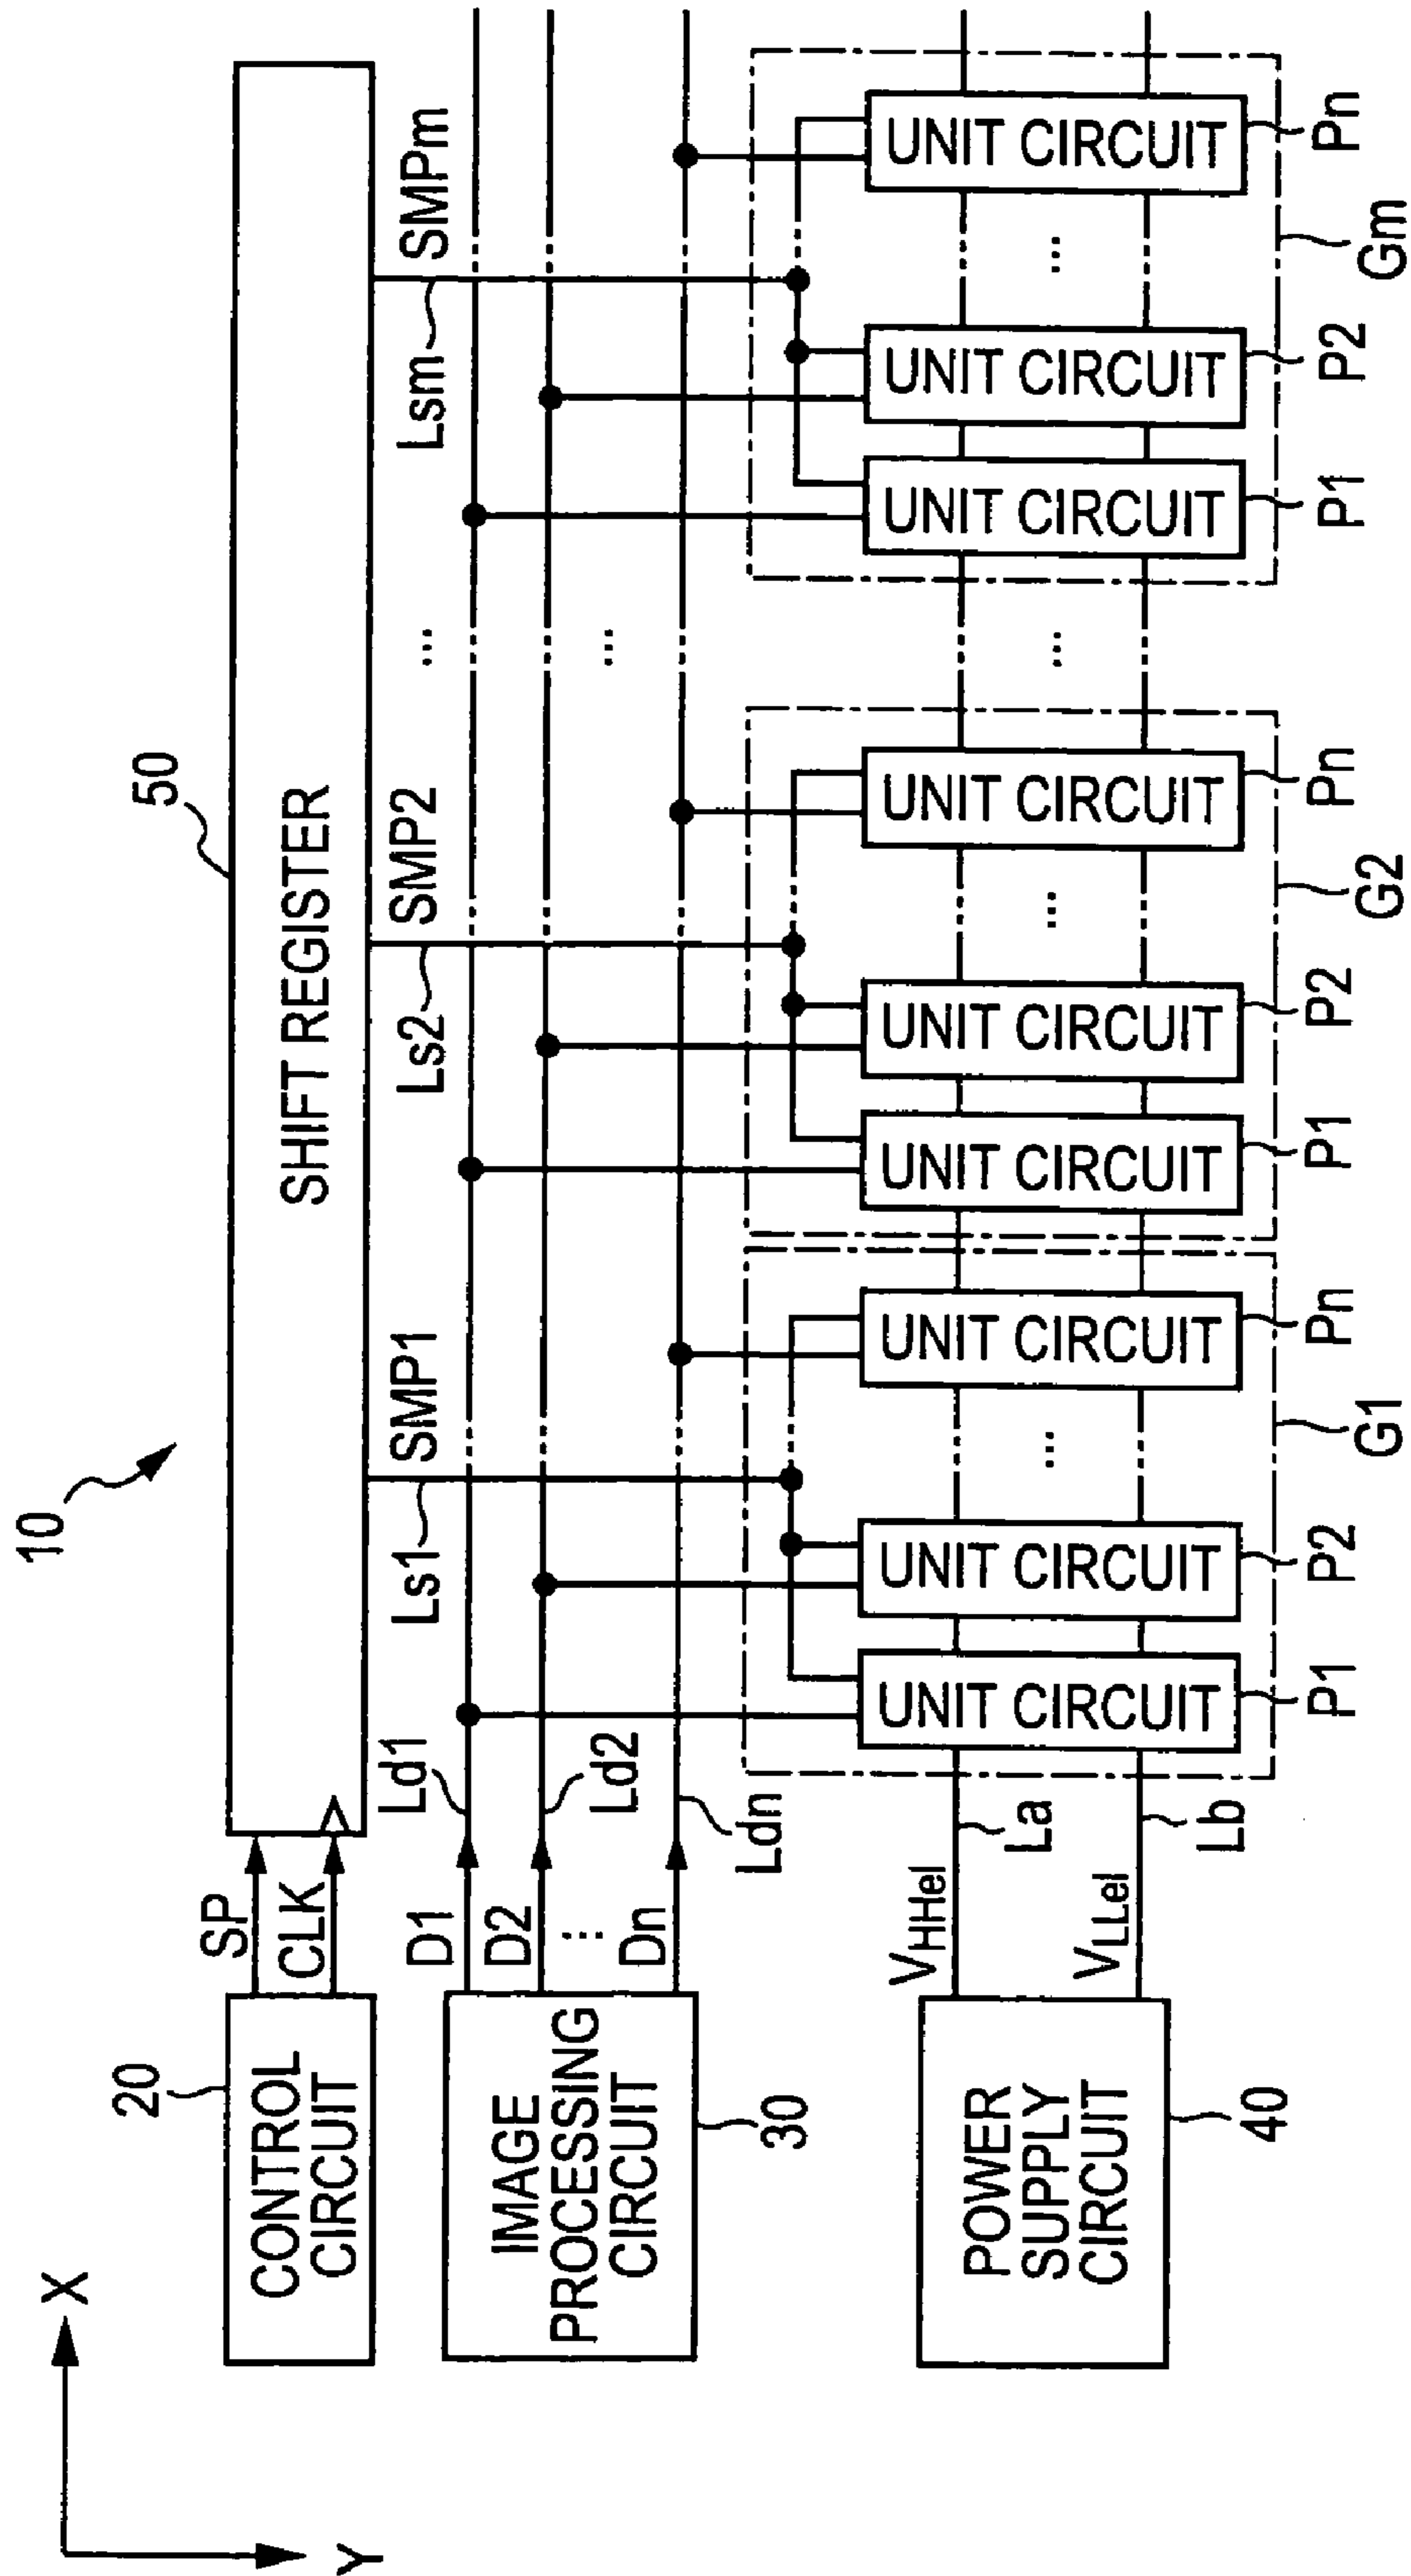 X
Y
10
20
CONTROL
CIRCUIT
SP
CLK
50
SHIFT REGISTER
IMAGE
PROCESSING
CIRCUIT
30
D1
D2
⋮
Dn
Ld1
Ld2
Ldn
Ls1
SMP1
Ls2
SMP2
...
Lsm
SMPm
...
POWER
SUPPLY
CIRCUIT
40
VHHel
VLLel
La
Lb
UNIT CIRCUIT
P1
UNIT CIRCUIT
P2
...
UNIT CIRCUIT
Pn
G1
UNIT CIRCUIT
P1
UNIT CIRCUIT
P2
...
UNIT CIRCUIT
Pn
G2
...
UNIT CIRCUIT
P1
UNIT CIRCUIT
P2
...
UNIT CIRCUIT
Pn
Gm